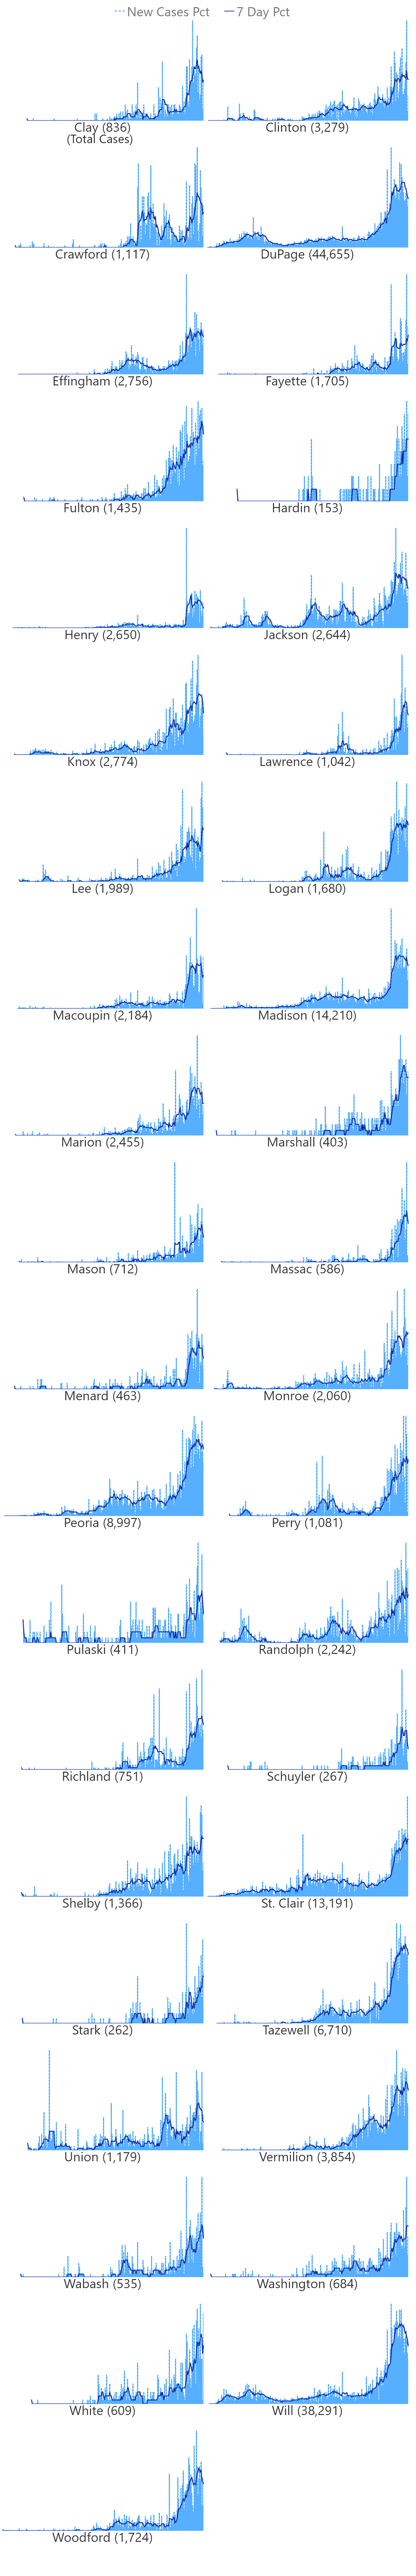 New Cases Pct 7 Day Pct
Clay (836)
(Total Cases)
Clinton (3,279)
Crawford (1,117)
DuPage (44,655)
Effingham (2,756)
Fayette (1,705)
Fulton (1,435)
Hardin (153)
Henry (2,650)
Jackson (2,644)
Knox (2,774)
Lawrence (1,042)
Lee (1,989)
Logan (1,680)
Macoupin (2,184)
Madison (14,210)
Marion (2,455)
Marshall (403)
Mason (712)
Massac (586)
Menard (463)
Monroe (2,060)
Peoria (8,997)
Perry (1,081)
Pulaski (411)
Randolph (2,242)
Richland (751)
Schuyler (267)
Shelby (1,366)
St. Clair (13,191)
Stark (262)
Tazewell (6,710)
Union (1,179)
Vermilion (3,854)
Wabash (535)
Washington (684)
White (609)
Will (38,291)
Woodford (1,724)